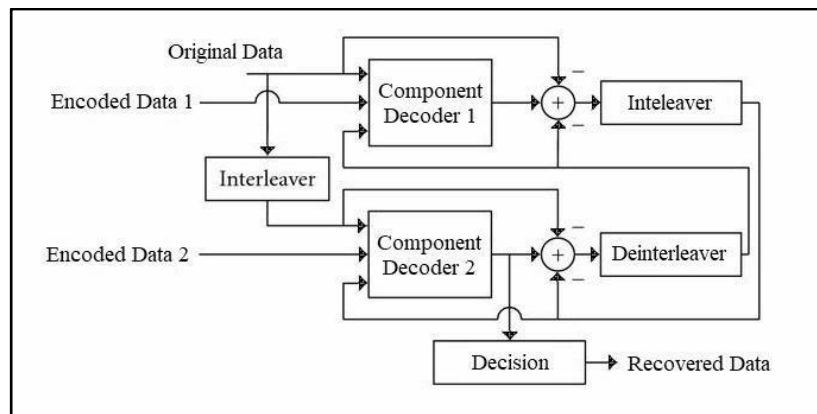 Original Data
Encoded Data 1
Component
Decoder 1
−
+
−
Inteleaver
Interleaver
Encoded Data 2
Component
Decoder 2
−
+
−
Deinterleaver
Decision
Recovered Data